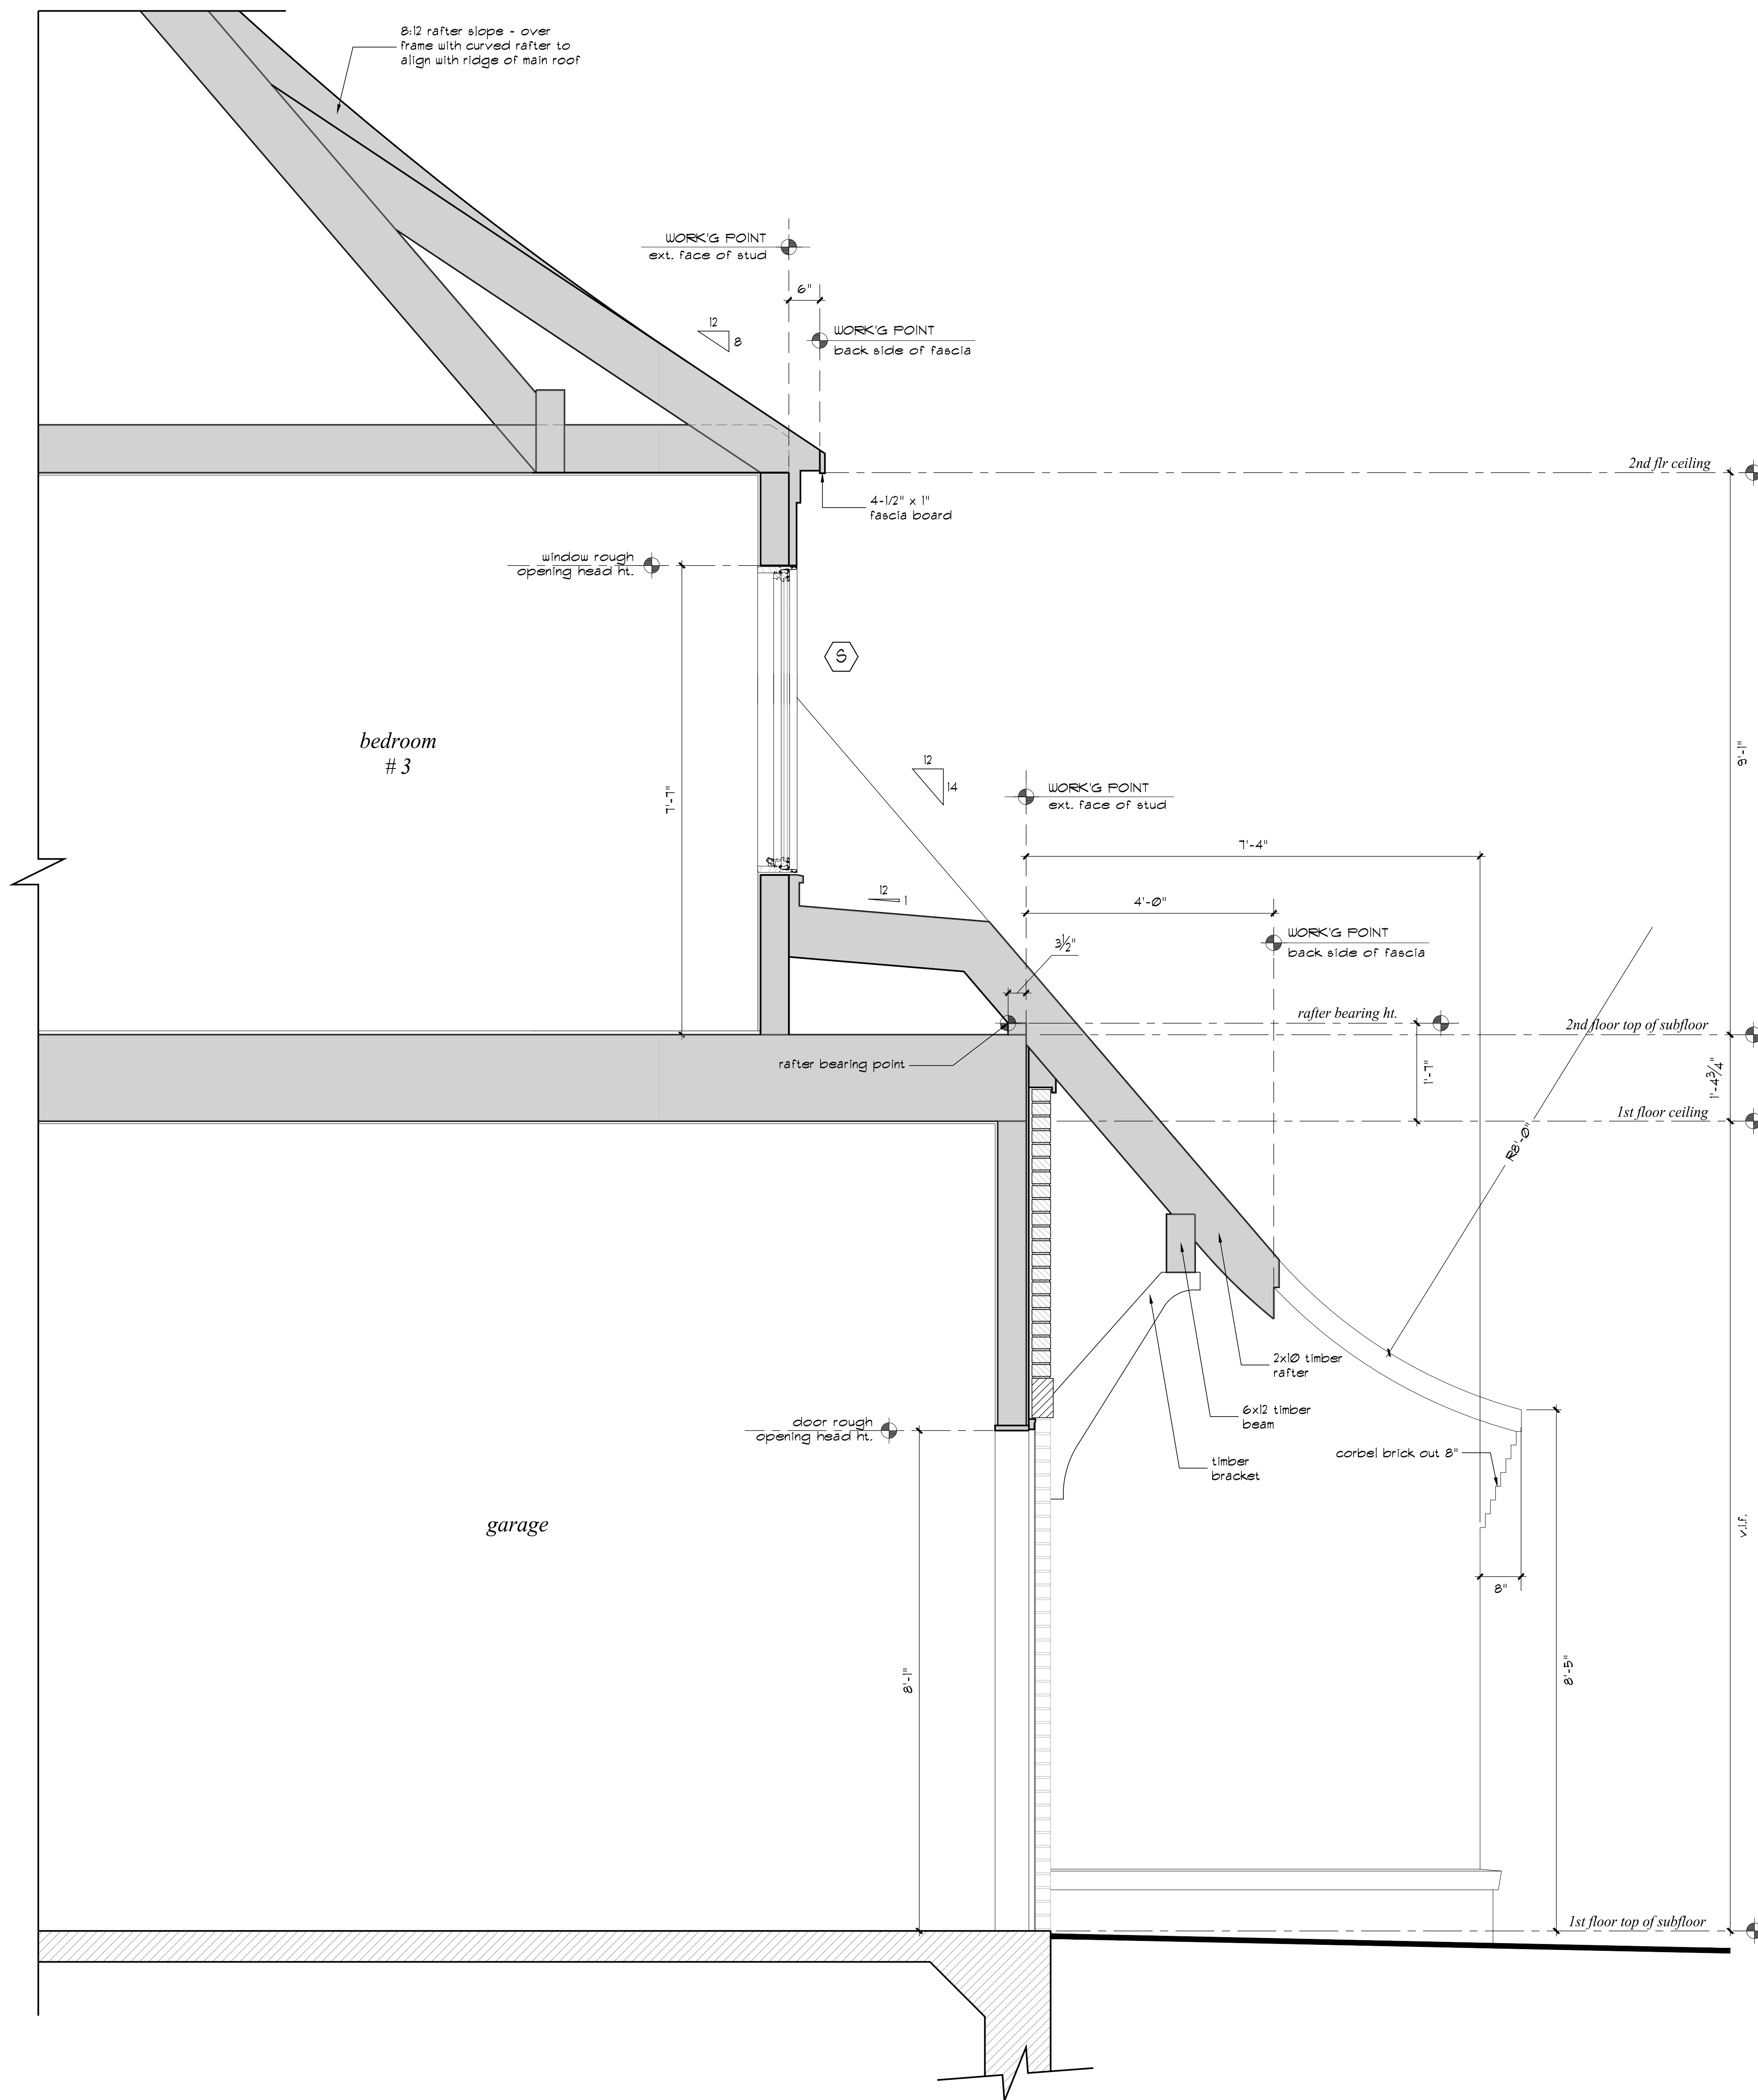 8:12 rafter slope - over
frame with curved rafter to
align with ridge of main roof
WORK'G POINT
ext. face of stud
6"
12
8
WORK'G POINT
back side of fascia
2nd flr ceiling
4-1/2" x 1"
fascia board
window rough
opening head ht.
S
bedroom
# 3
7'-7"
9'-1"
12
14
WORK'G POINT
ext. face of stud
7'-4"
12
1
4'-0"
WORK'G POINT
back side of fascia
3½"
rafter bearing ht.
2nd floor top of subfloor
rafter bearing point
1'-7"
1'-4¾"
1st floor ceiling
R8'-0"
2x10 timber
rafter
6x12 timber
beam
door rough
opening head ht.
corbel brick out 8"
timber
bracket
garage
v.i.f.
8"
8'-1"
8'-5"
1st floor top of subfloor